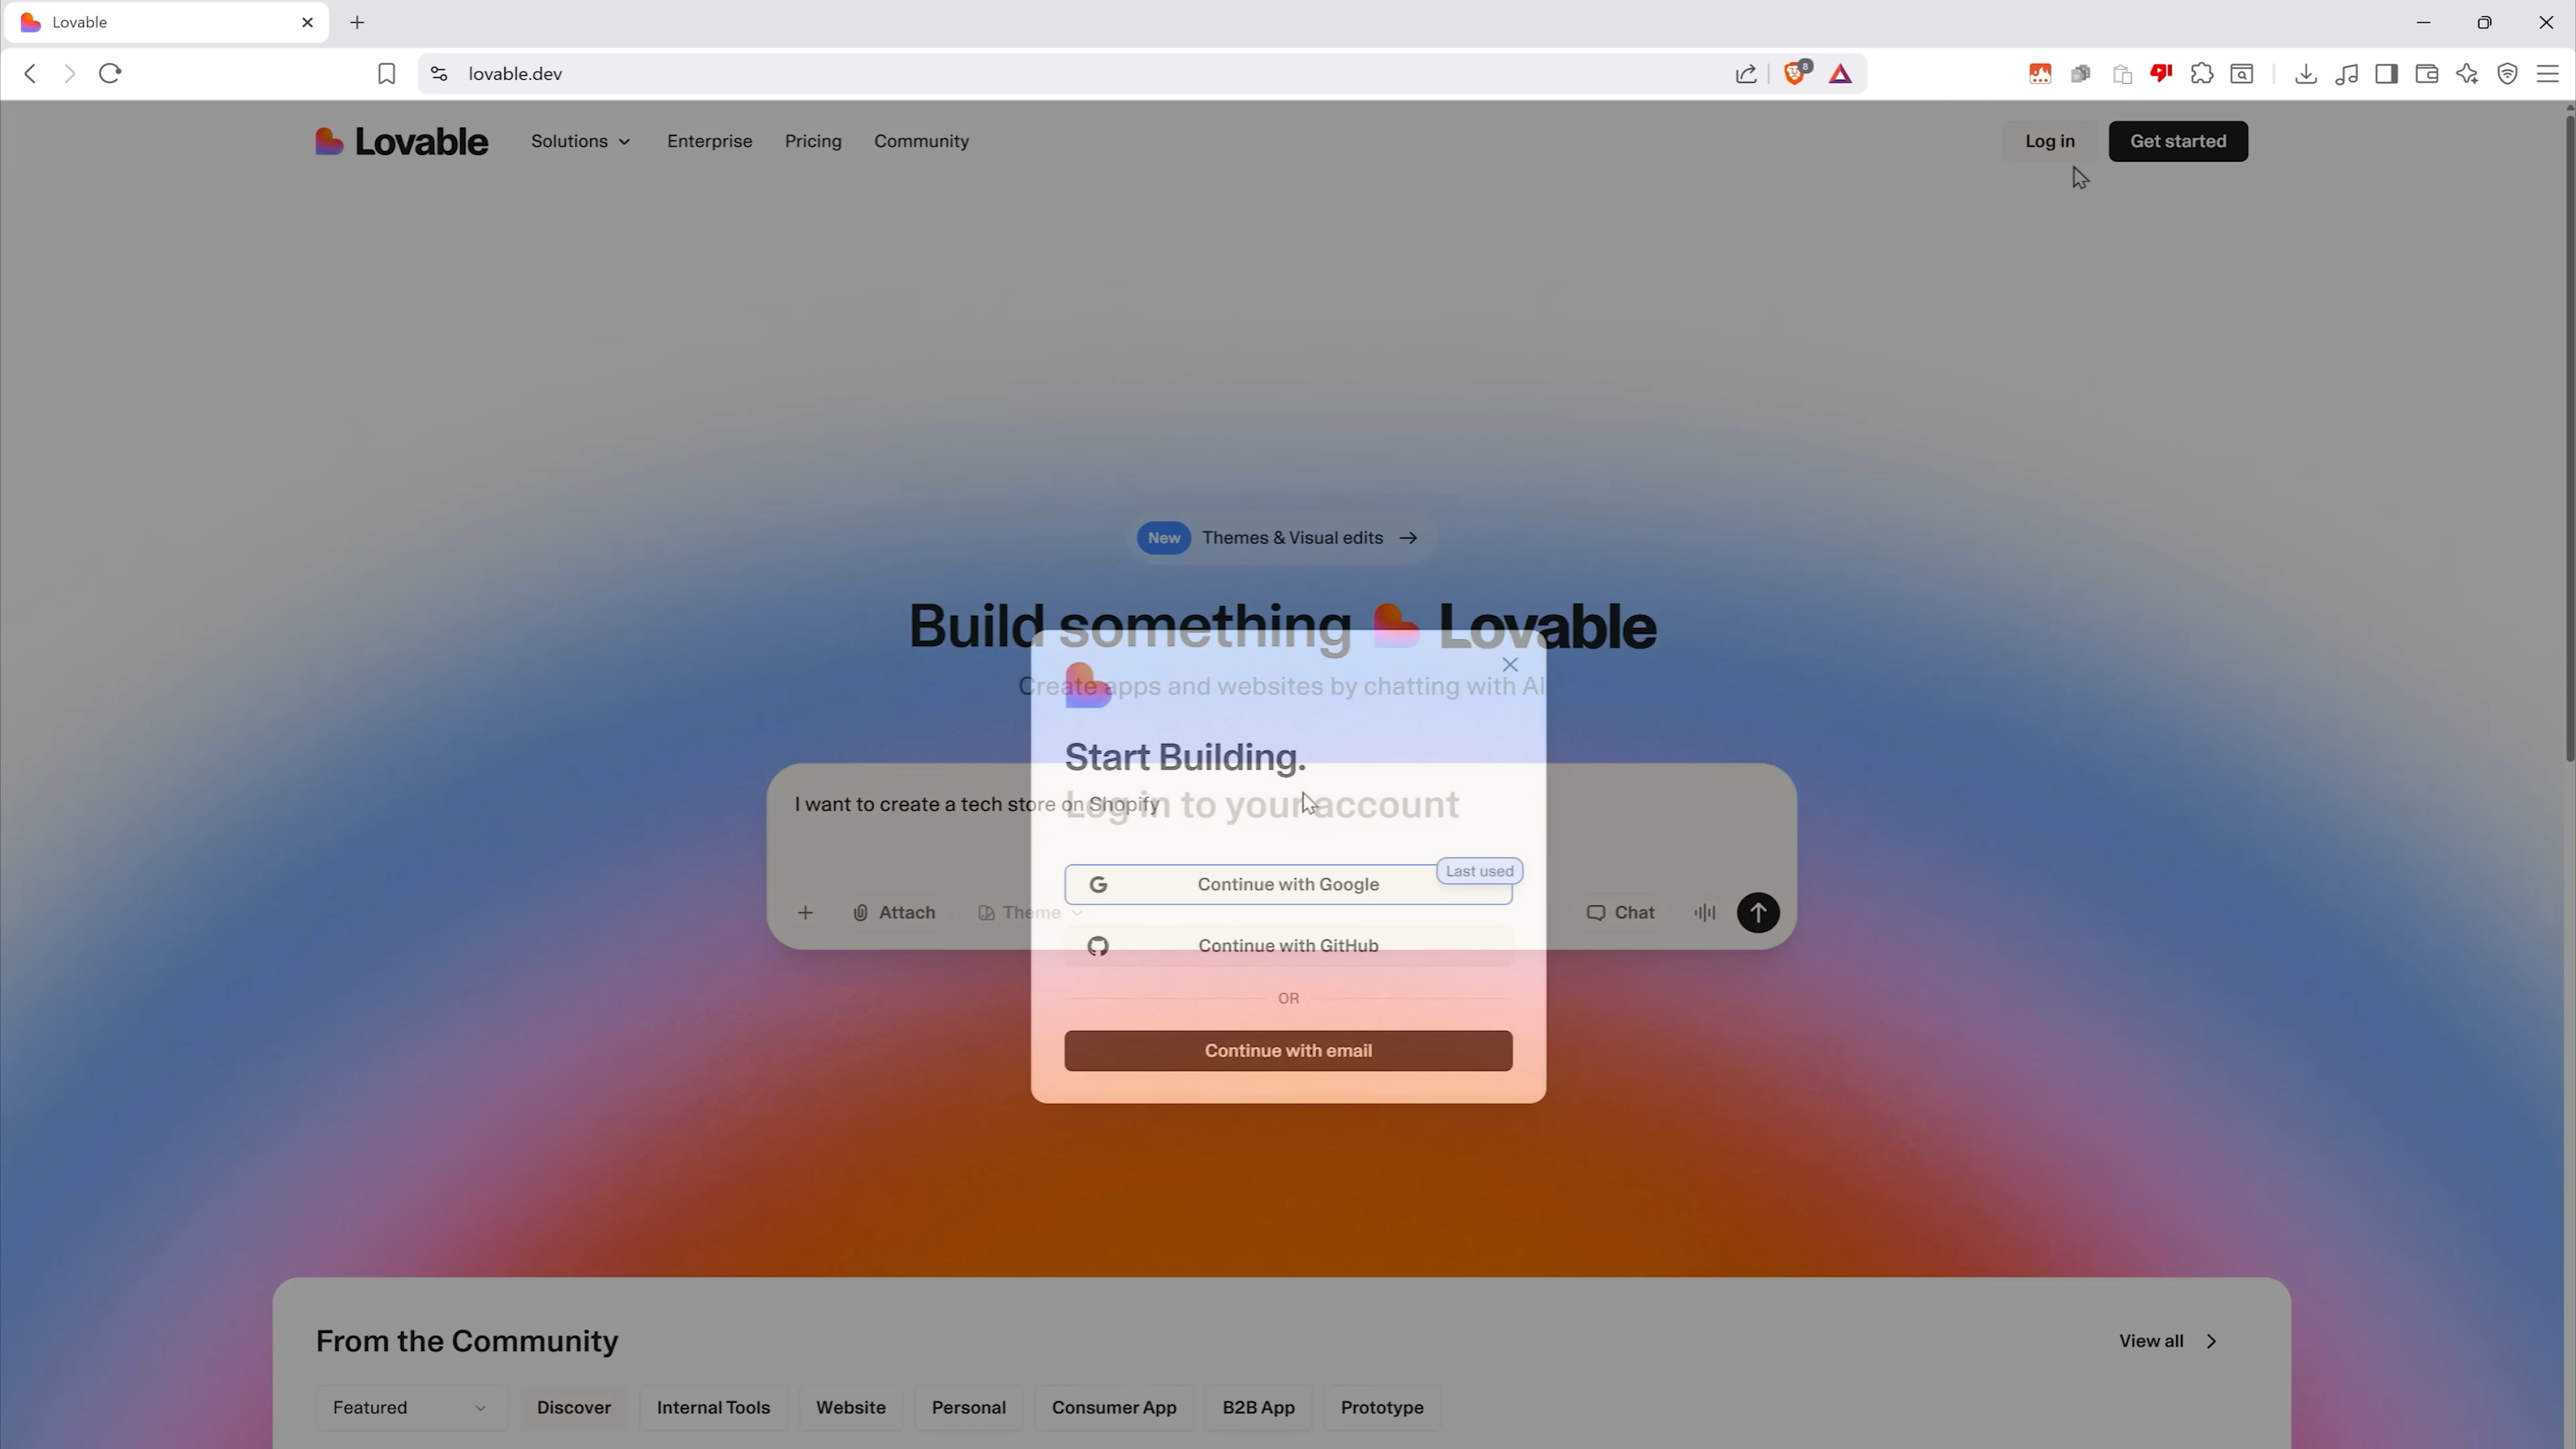 Lovable
lovable.dev
8
Lovable
Solutions
Enterprise
Pricing
Community
Log in
Get started
New
Themes & Visual edits
Build something Lovable
Create apps and websites by chatting with AI
Start Building.
Log in to your account
I want to create a tech store on Shopify
Last used
Continue with Google
Attach
Theme
Chat
Continue with GitHub
OR
Continue with email
From the Community
View all
Featured
Discover
Internal Tools
Website
Personal
Consumer App
B2B App
Prototype